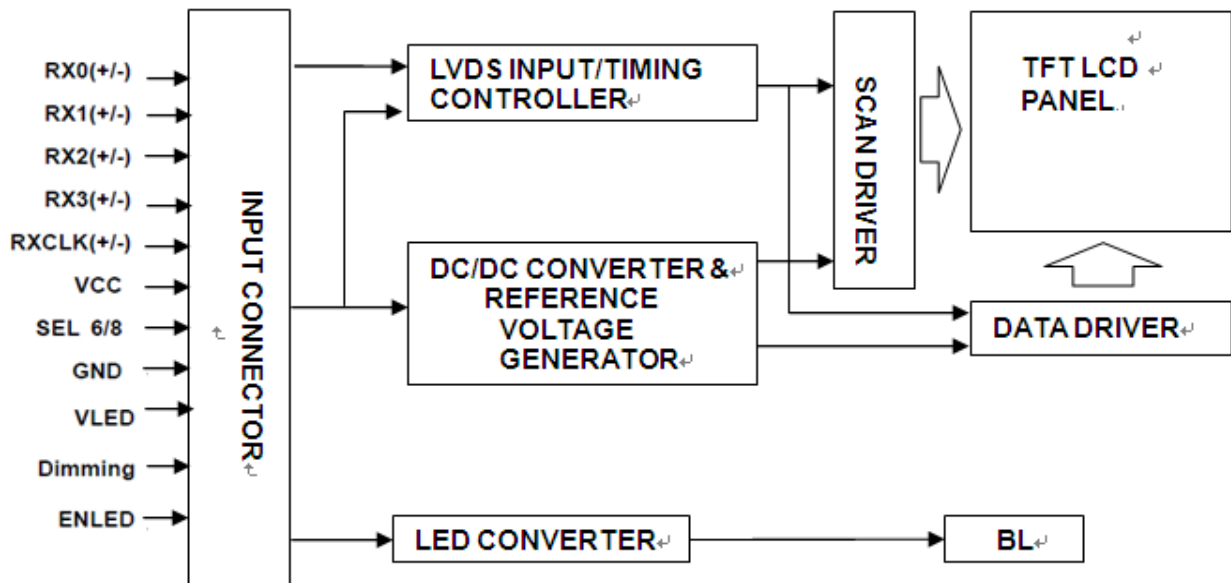 RX0(+/-)
RX1(+/-)
RX2(+/-)
RX3(+/-)
RXCLK(+/-)
VCC
SEL 6/8
GND
VLED
Dimming
ENLED
INPUT CONNECTOR
LVDS INPUT/TIMING
CONTROLLER
DC/DC CONVERTER &
REFERENCE
VOLTAGE
GENERATOR
LED CONVERTER
SCAN DRIVER
TFT LCD
PANEL
DATA DRIVER
BL